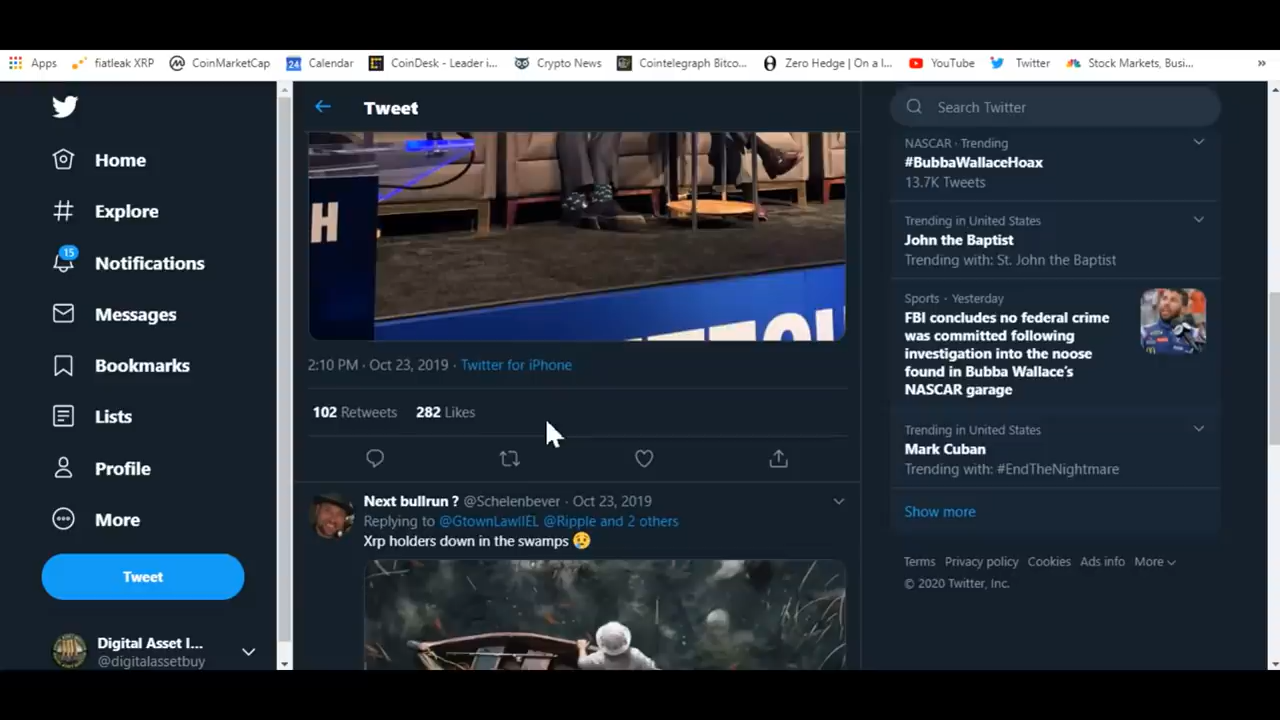 Apps
fiatleak XRP
CoinMarketCap
24
Calendar
CoinDesk - Leader i...
Crypto News
Cointelegraph Bitco...
Zero Hedge | On a l...
YouTube
Twitter
Stock Markets, Busi...
»
Home
Explore
15
Notifications
Messages
Bookmarks
Lists
Profile
More
Tweet
Digital Asset I...
@digitalassetbuy
Tweet
H
2:10 PM · Oct 23, 2019 · Twitter for iPhone
102 Retweets 282 Likes
Next bullrun ? @Schelenbever · Oct 23, 2019
Replying to @GtownLawIIEL @Ripple and 2 others
Xrp holders down in the swamps 😢
Search Twitter
NASCAR · Trending
#BubbaWallaceHoax
13.7K Tweets
Trending in United States
John the Baptist
Trending with: St. John the Baptist
Sports · Yesterday
FBI concludes no federal crime
was committed following
investigation into the noose
found in Bubba Wallace's
NASCAR garage
Trending in United States
Mark Cuban
Trending with: #EndTheNightmare
Show more
Terms Privacy policy Cookies Ads info More
© 2020 Twitter, Inc.